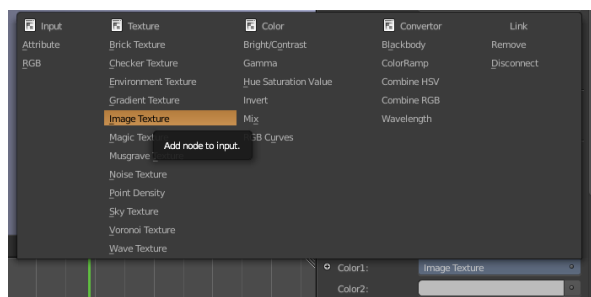 Input
Attribute
RGB
Texture
Brick Texture
Checker Texture
Environment Texture
Gradient Texture
Image Texture
Magic
Musgrave
Noise Texture
Point Density
Sky Texture
Voronoi Texture
Wave Texture
Color
Bright/Contrast
Gamma
Hue Saturation Value
Invert
Mix
Curves
Convertor
Blackbody
ColorRamp
Combine HSV
Combine RGB
Wavelength
Link
Remove
Disconnect
Add node to input.
Color1: Image Texture
Color2: